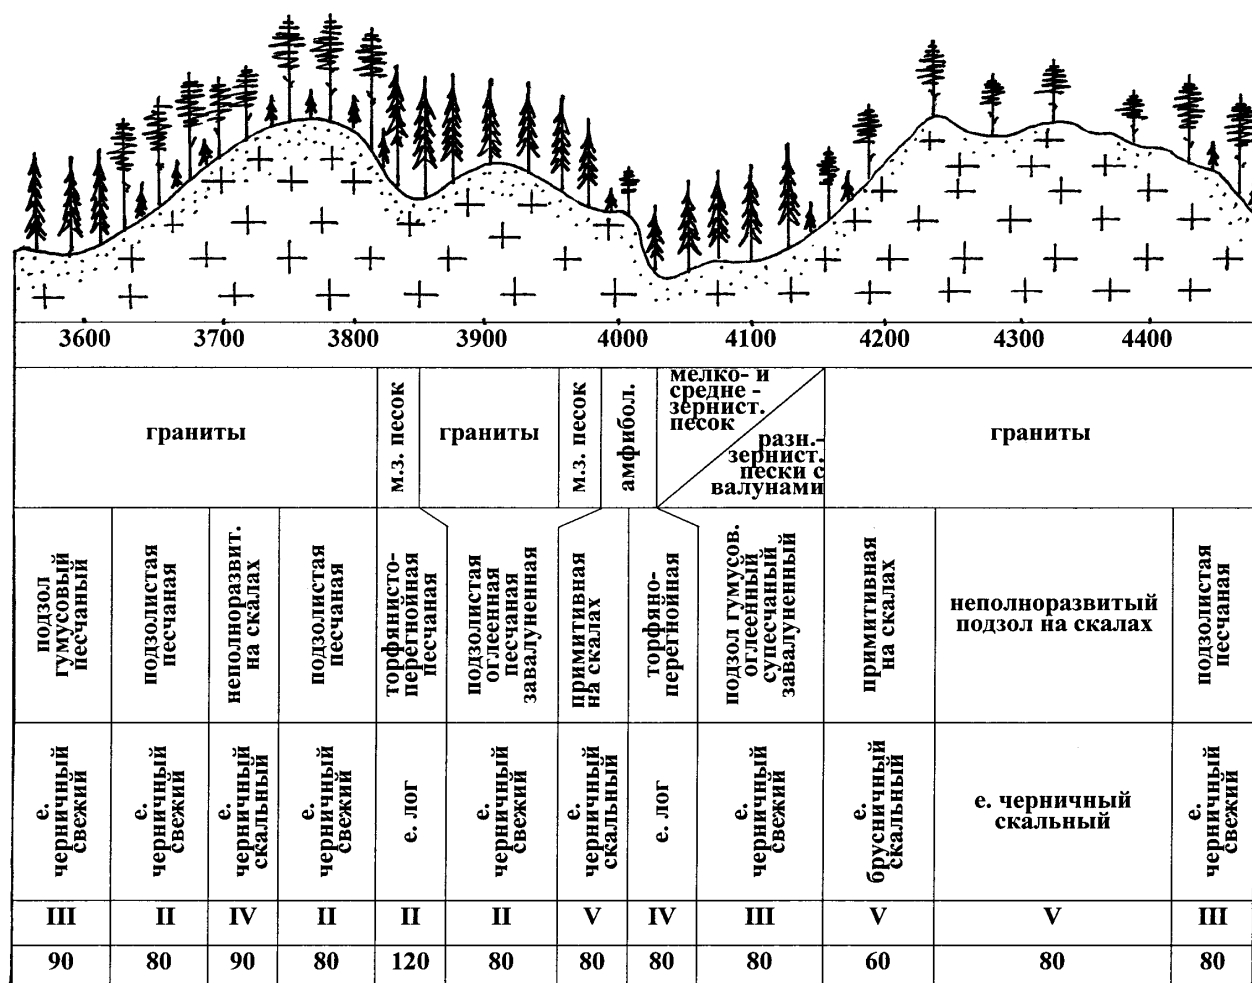 3600 3700 3800 3900 4000 4100 4200 4300 4400
граниты
м.з. песок
граниты
м.з. песок
амфибол.
мелко- и
средне -
зернист.
песок
разн.-
зернист.
пески с
валунами
граниты
подзол
гумусовый
песчаный
подзолистая
песчаная
неполноразвит.
на скалах
подзолистая
песчаная
торфянисто-
перегнойная
песчаная
подзолистая
оглеенная
песчаная
завалуненная
примитивная
на скалах
торфяно-
перегнойная
подзол гумусов.
оглеенный
супесчаный
завалуненный
примитивная
на скалах
неполноразвитый
подзол на скалах
подзолистая
песчаная
е.
черничный
свежий
е.
черничный
свежий
е.
черничный
скальный
е.
черничный
свежий
е. лог
е.
черничный
свежий
е.
черничный
скальный
е. лог
е.
черничный
свежий
е.
брусничный
скальный
е. черничный
скальный
е.
черничный
свежий
III II IV II II II V IV III V V III
90 80 90 80 120 80 80 80 80 60 80 80